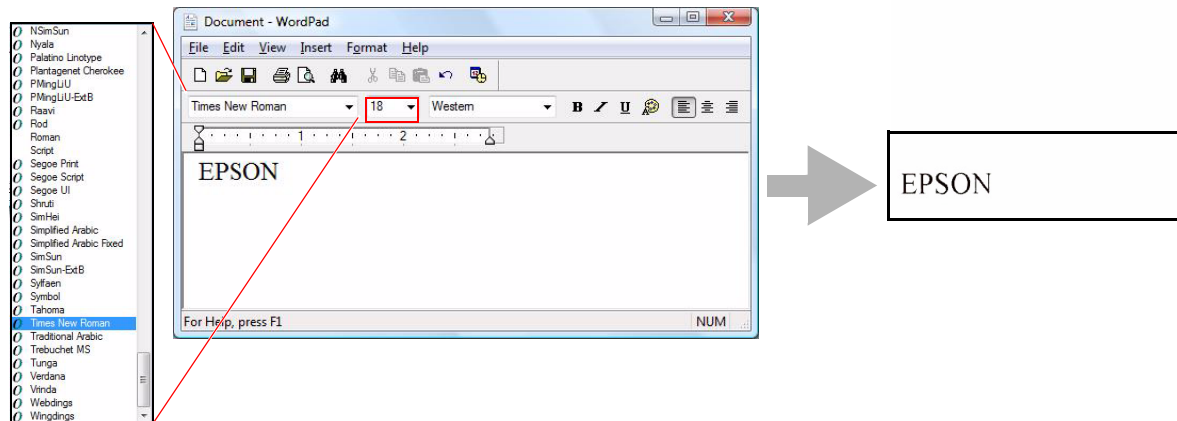 NSimSun
Nyala
Palatino Linotype
Plantagenet Cherokee
PMingLiU
PMingLiU-ExtB
Raavi
Rod
Roman
Script
Segoe Print
Segoe Script
Segoe UI
Shruti
SimHei
Simplified Arabic
Simplified Arabic Fixed
SimSun
SimSun-ExtB
Sylfaen
Symbol
Tahoma
Times New Roman
Traditional Arabic
Trebuchet MS
Tunga
Verdana
Vrinda
Webdings
Wingdings
Document - WordPad
File Edit View Insert Format Help
Times New Roman 18 Western B I U
1 2
EPSON
For Help, press F1 NUM
EPSON